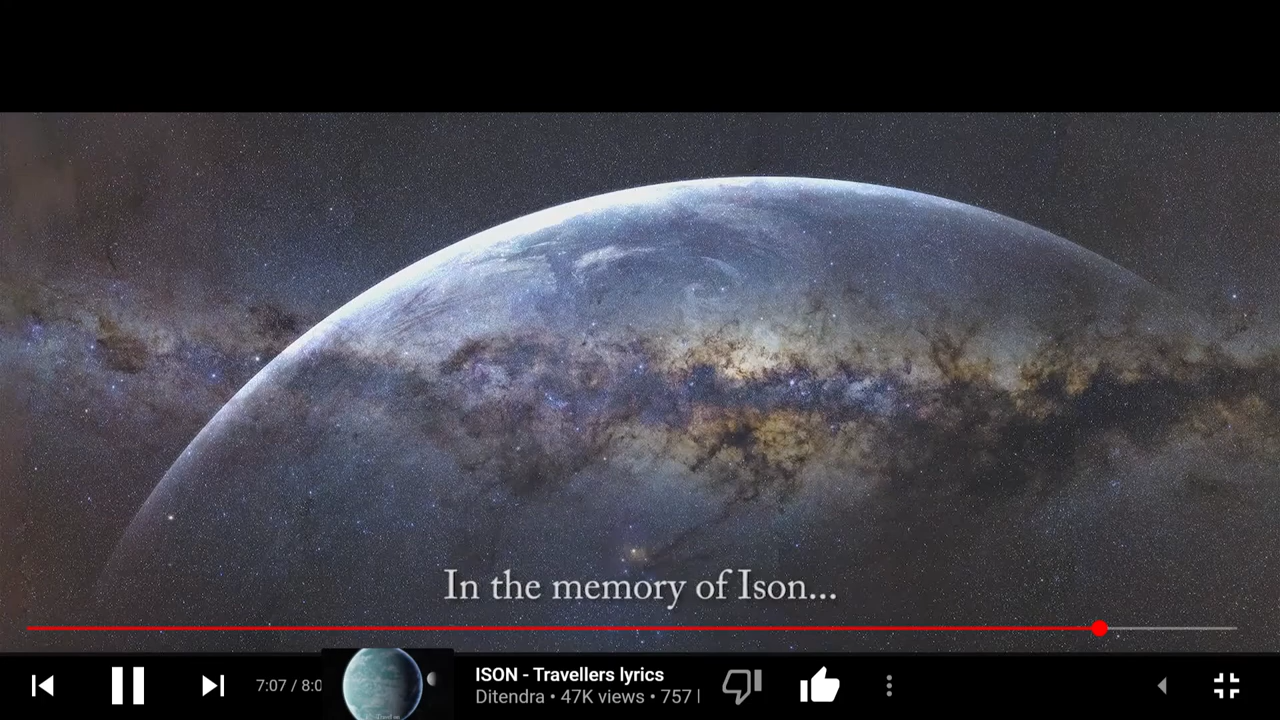 In the memory of Ison...
7:07 / 8:0
ISON - Travellers lyrics
Ditendra • 47K views • 757 l